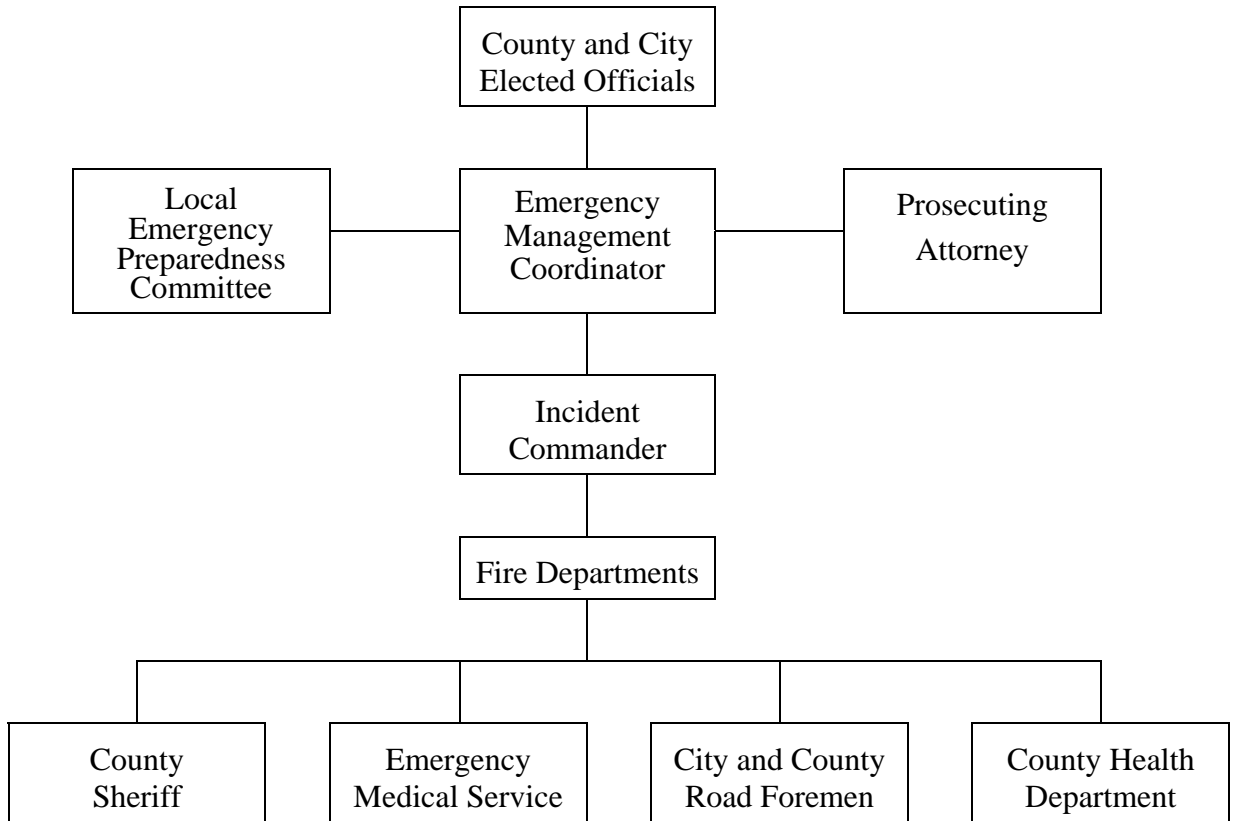 County and City
Elected Officials
Local
Emergency
Preparedness
Committee
Emergency
Management
Coordinator
Prosecuting
Attorney
Incident
Commander
Fire Departments
County
Sheriff
Emergency
Medical Service
City and County
Road Foremen
County Health
Department